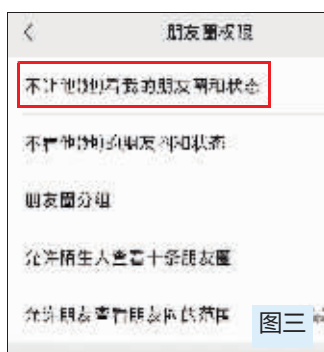 朋友圈权限
不让他(她)看我的朋友圈和状态
不看他(她)的朋友圈和状态
朋友圈分组
允许陌生人查看十条朋友圈
允许朋友查看朋友圈的范围
图三